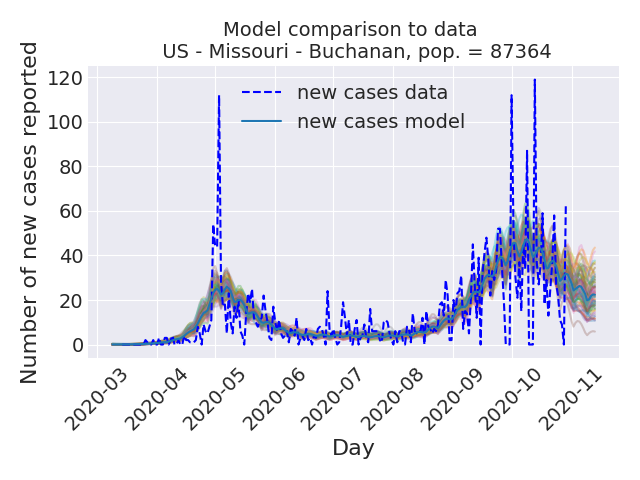 Model comparison to data
US - Missouri - Buchanan, pop. = 87364
new cases data
new cases model
Number of new cases reported
120
100
80
60
40
20
0
2020-03
2020-04
2020-05
2020-06
2020-07
2020-08
2020-09
2020-10
2020-11
Day